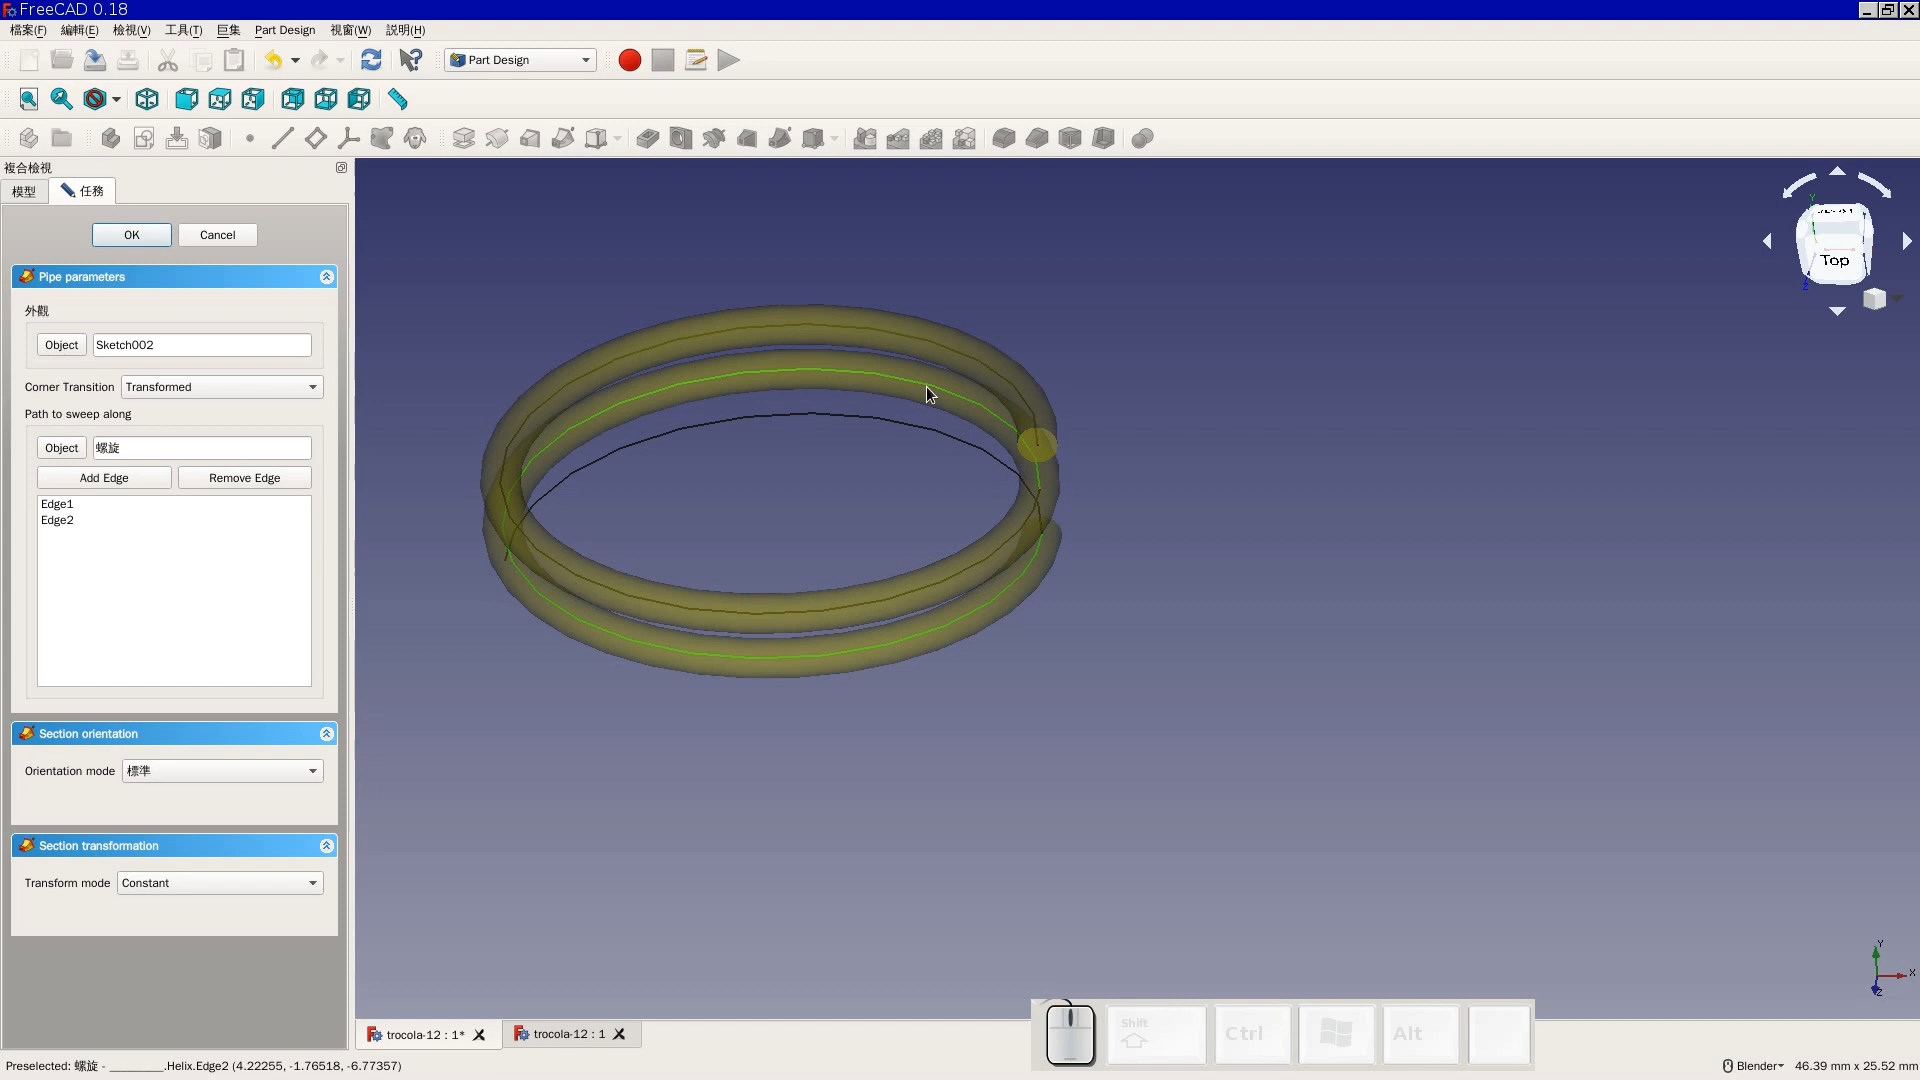 FreeCAD 0.18
檔案(F) 編輯(E) 檢視(V) 工具(T) 巨集 Part Design 視窗(W) 説明(H)
Part Design
複合檢視
模型 任務
OK Cancel
Pipe parameters
外觀
Object Sketch002
Corner Transition Transformed
Path to sweep along
Object 螺旋
Add Edge Remove Edge
Edge1
Edge2
Section orientation
Orientation mode 標準
Section transformation
Transform mode Constant
Y
Top
Z
Y
X
Z
trocola-12 : 1* trocola-12 : 1
Shift Ctrl Alt
Preselected: 螺旋 - ________.Helix.Edge2 (4.22255, -1.76518, -6.77357)
Blender 46.39 mm x 25.52 mm